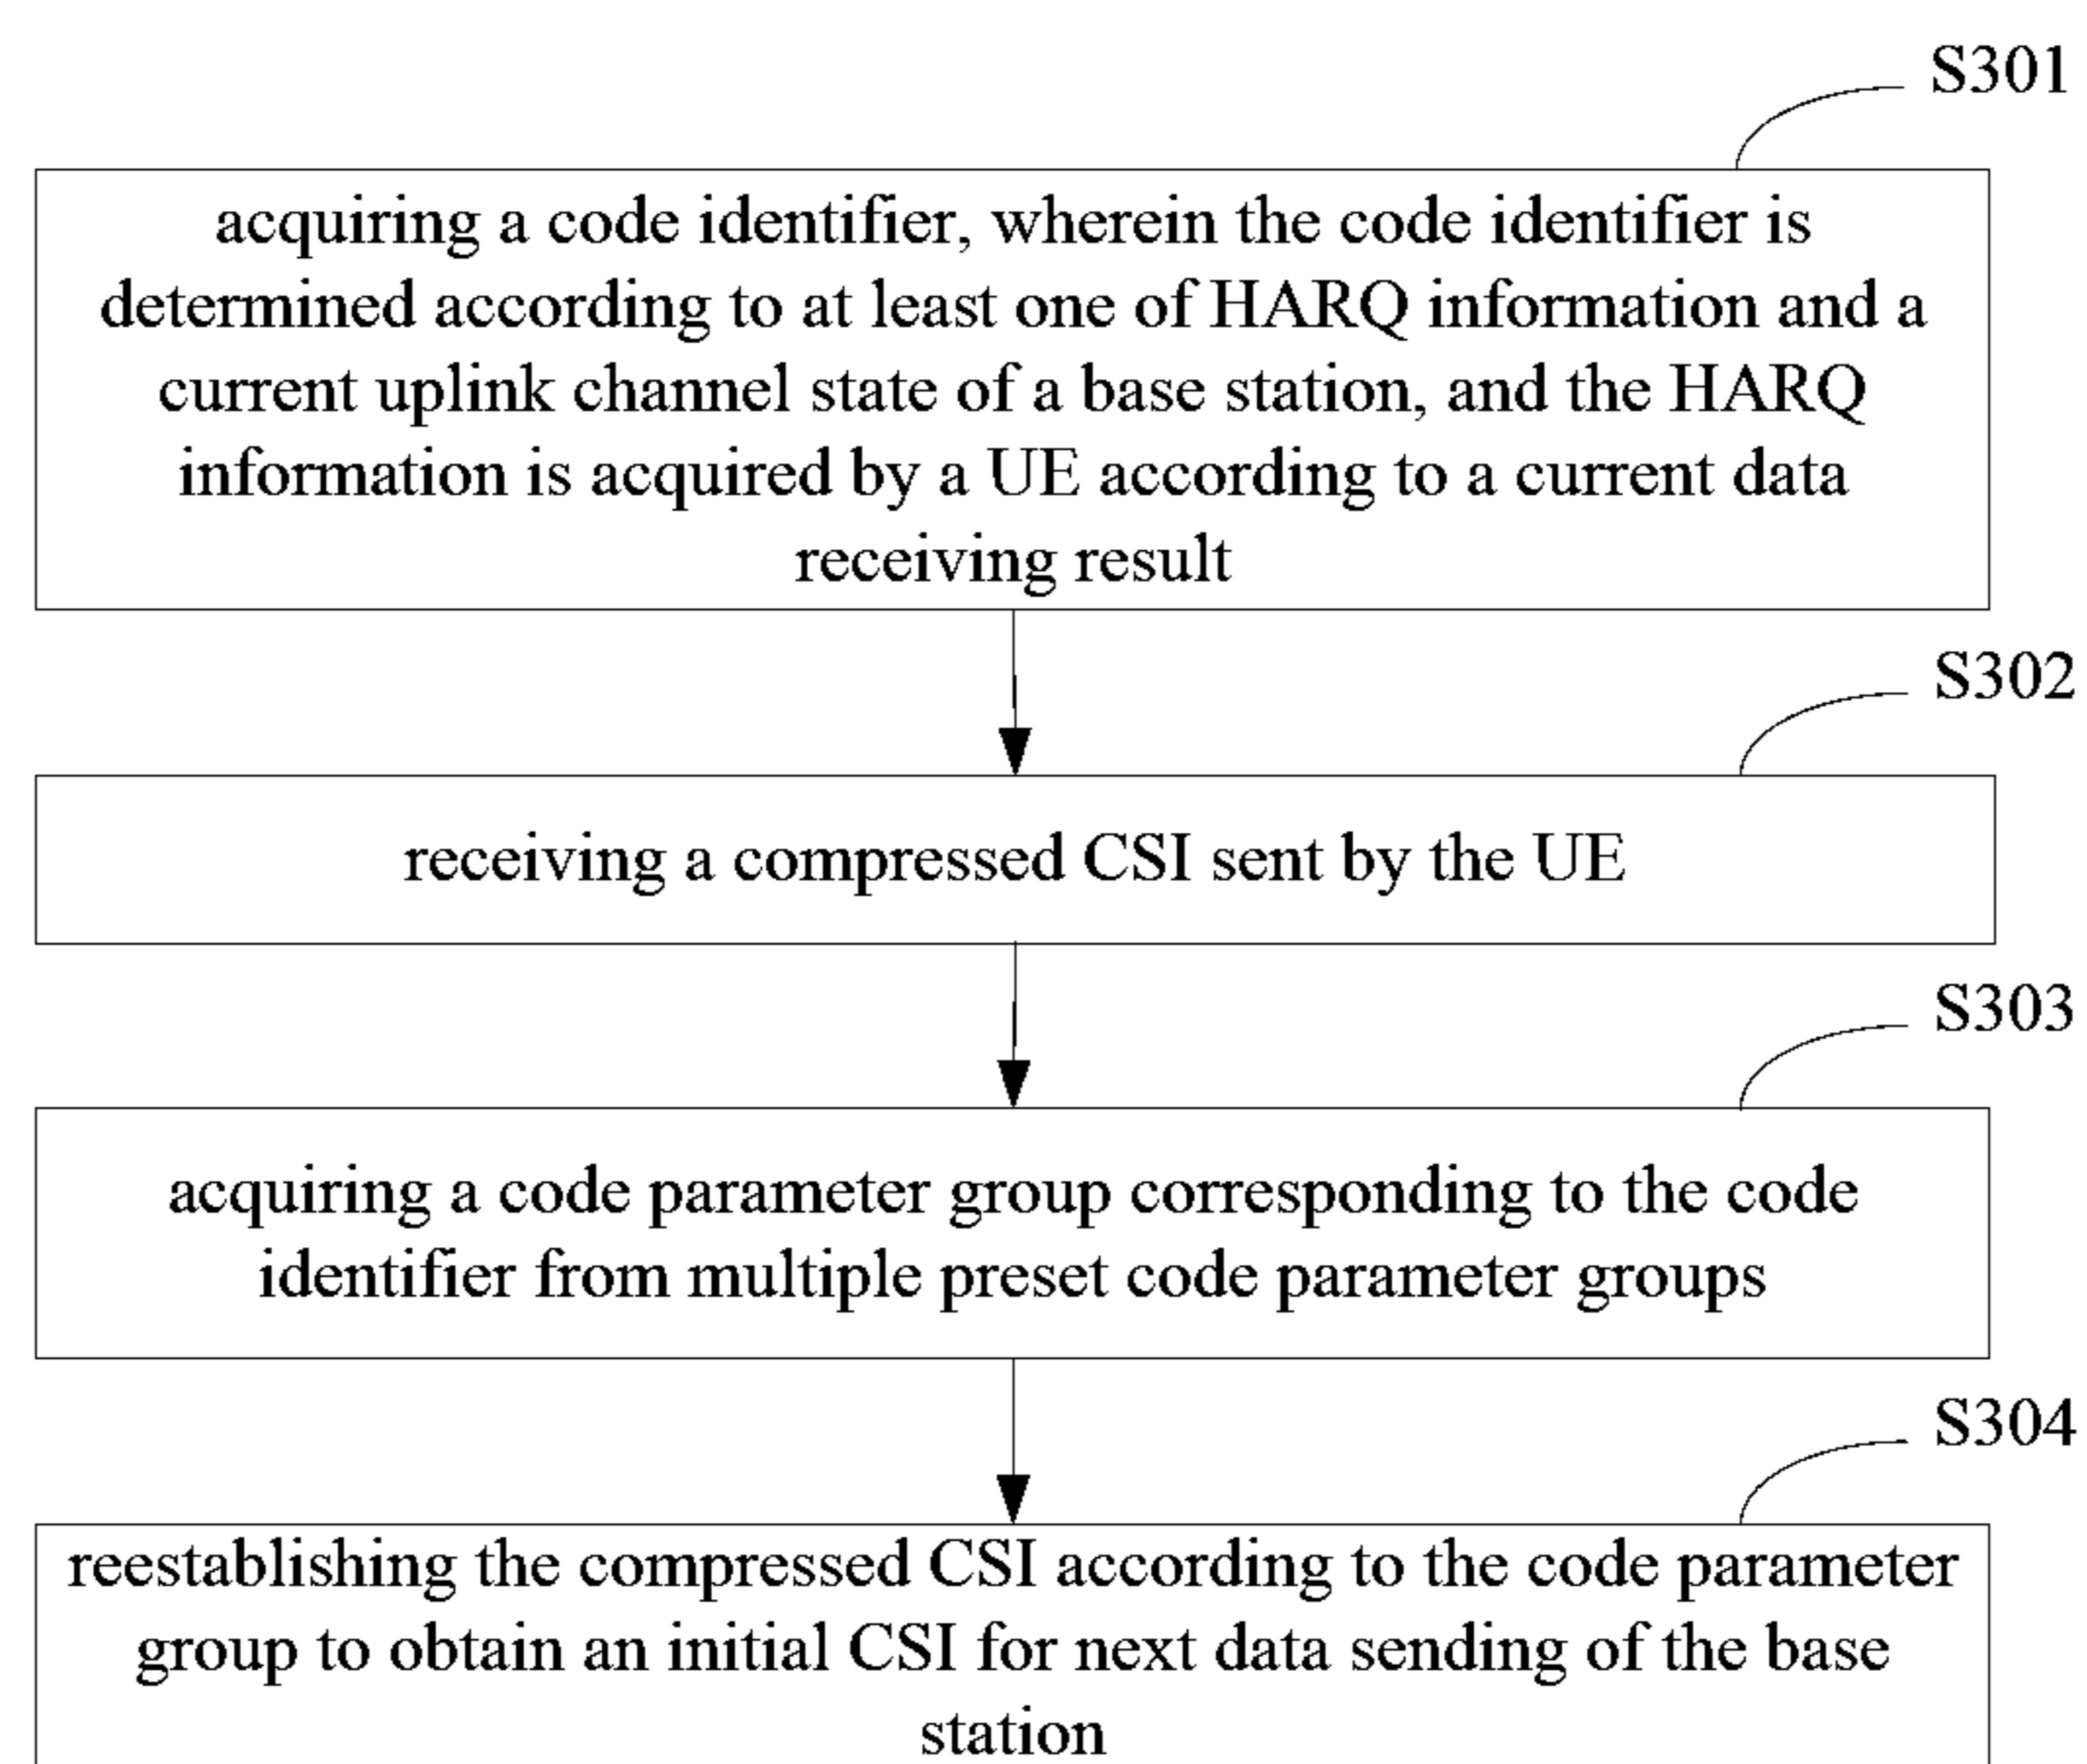 S301
acquiring a code identifier, wherein the code identifier is
determined according to at least one of HARQ information and a
current uplink channel state of a base station, and the HARQ
information is acquired by a UE according to a current data
receiving result
S302
receiving a compressed CSI sent by the UE
S303
acquiring a code parameter group corresponding to the code
identifier from multiple preset code parameter groups
S304
reestablishing the compressed CSI according to the code parameter
group to obtain an initial CSI for next data sending of the base
station